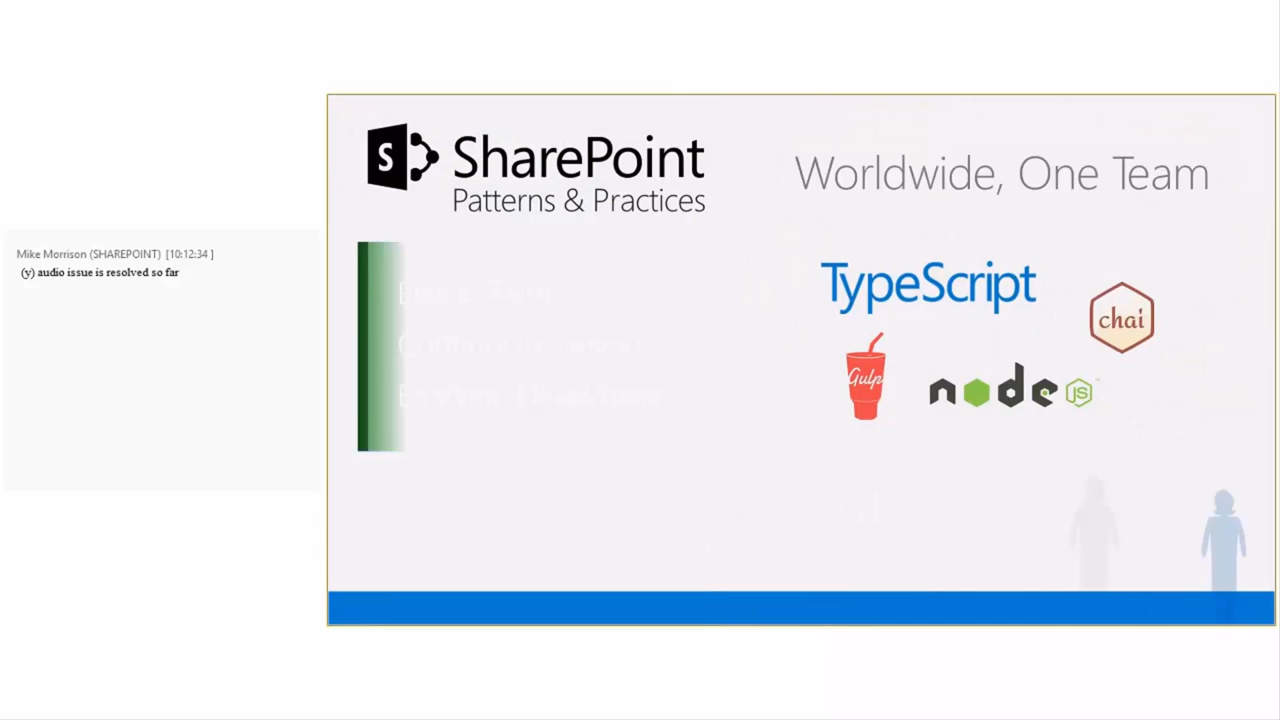 Mike Morrison (SHAREPOINT) [10:12:34 ]
(y) audio issue is resolved so far
S SharePoint
Patterns & Practices
Worldwide, One Team
TypeScript
chai
Gulp
node JS